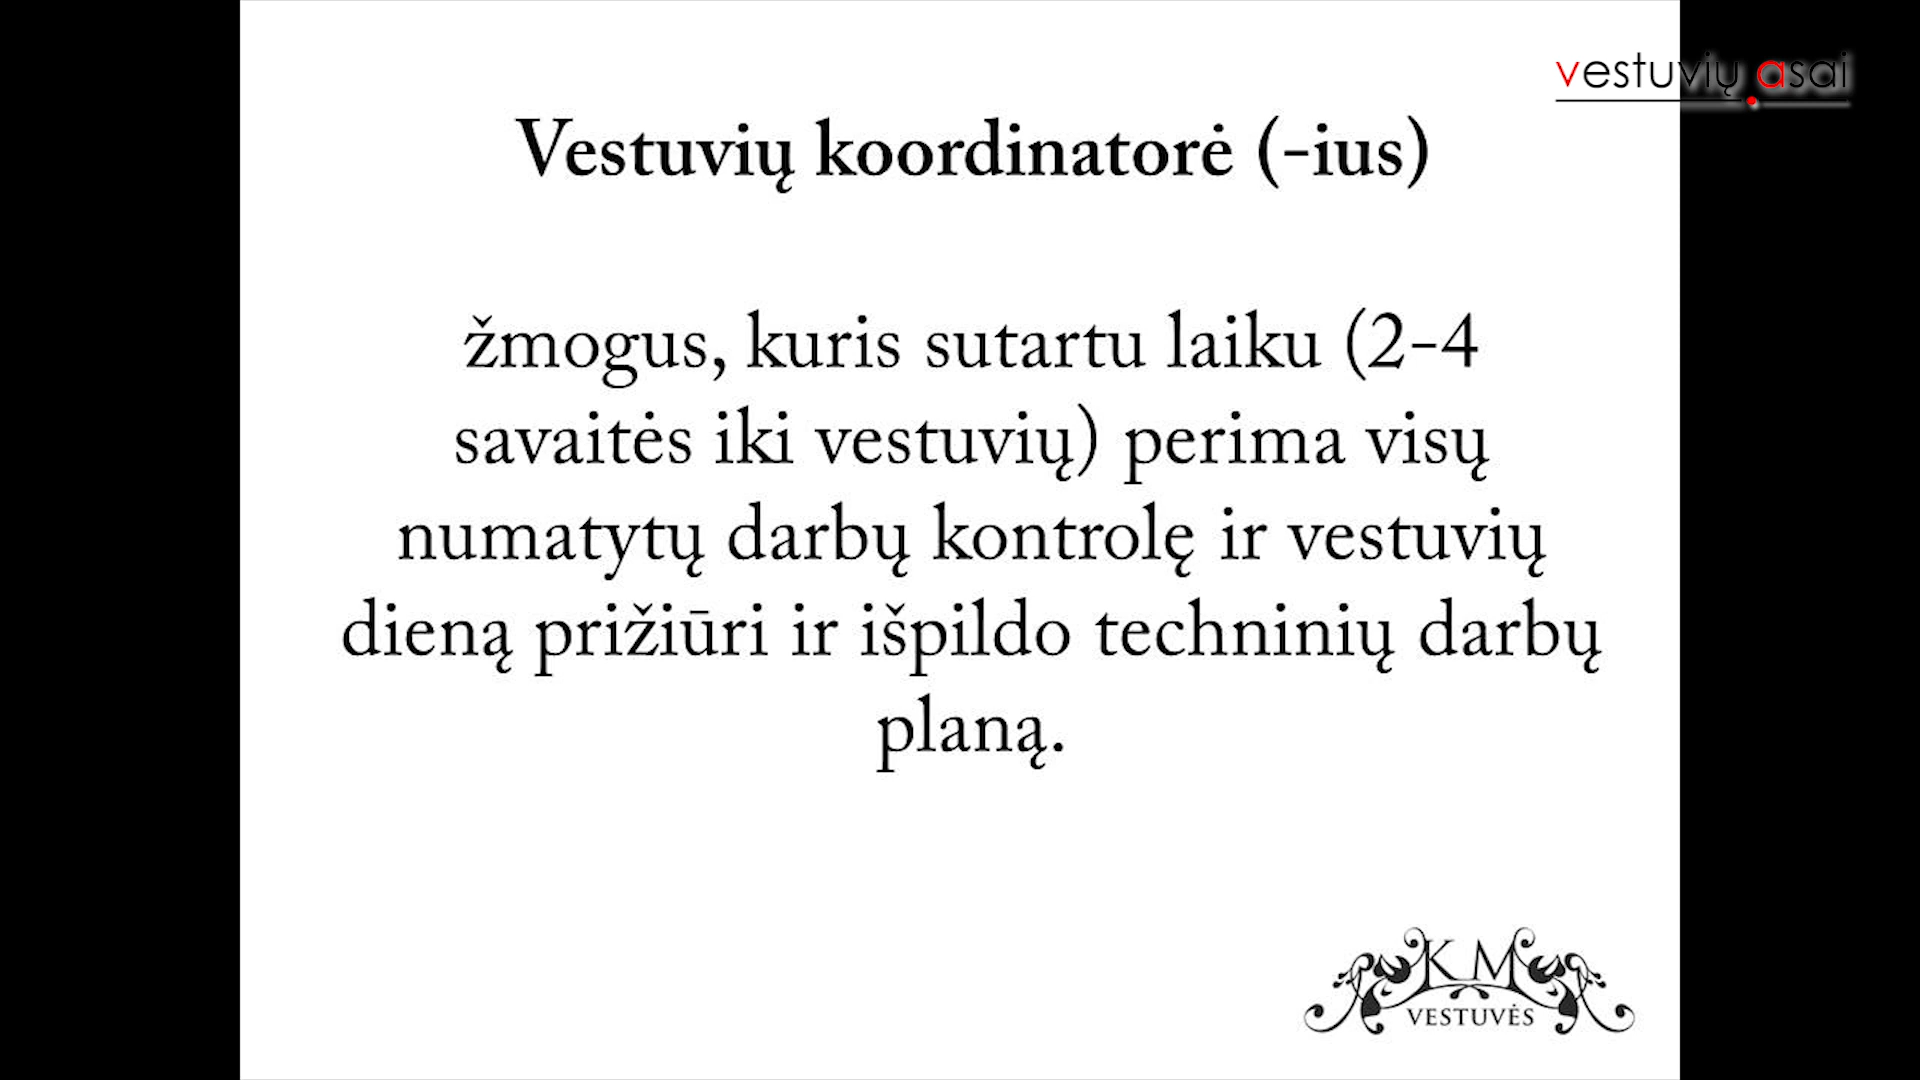 vestuvių asai
Vestuvių koordinatorė (-ius)
žmogus, kuris sutartu laiku (2-4
savaitės iki vestuvių) perima visų
numatytų darbų kontrolę ir vestuvių
dieną prižiūri ir išpildo techninių darbų
planą.
KM
VESTUVĖS